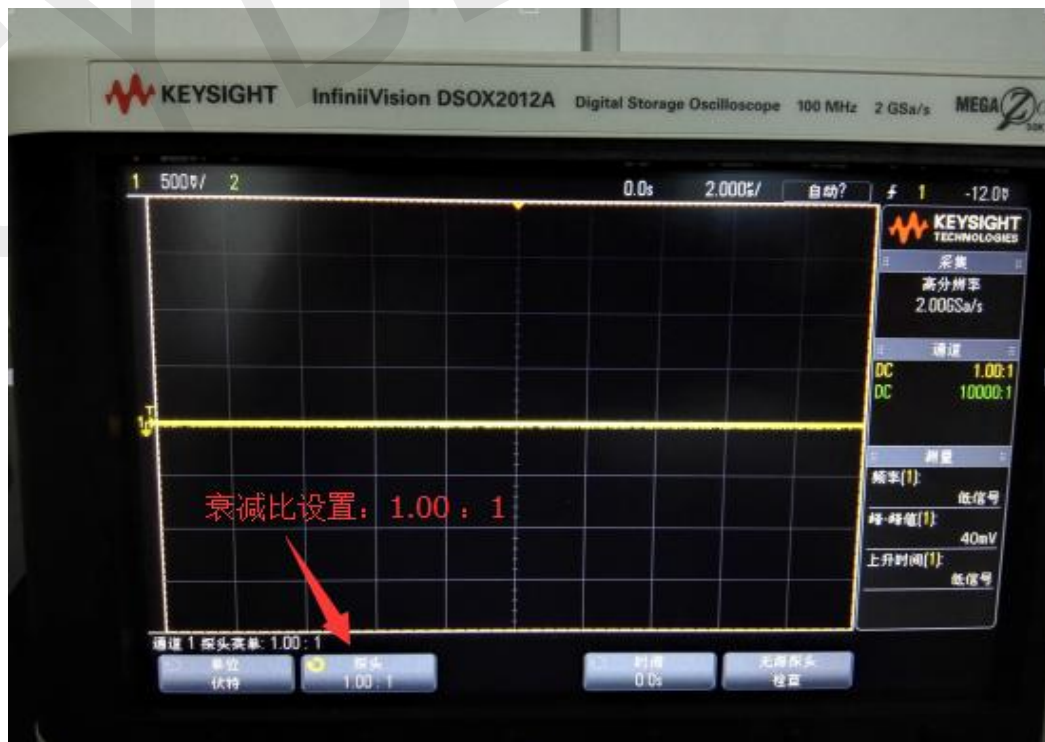 KEYSIGHT InfiniiVision DSOX2012A Digital Storage Oscilloscope 100 MHz 2 GSa/s MEGA Zoom
1 500V/ 2 0.0s 2.000s/ 自动? 1 -12.0V
KEYSIGHT
TECHNOLOGIES
采集
高分辨率
2.00GSa/s
通道
DC 1.00:1
DC 10000:1
T
1
测量
频率(1):
低信号
峰-峰值(1):
40mV
上升时间(1):
低信号
衰减比设置：1.00：1
通道 1 探头菜单: 1.00 : 1
单位
伏特
探头
1.00 : 1
时滞
0.0s
无源探头
检查